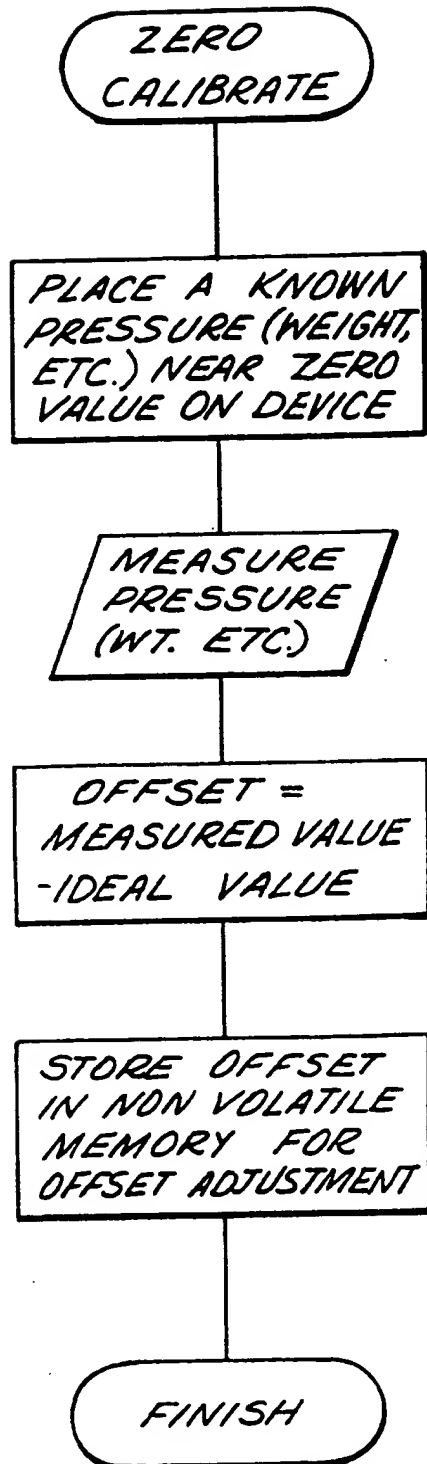 ZERO
CALIBRATE
PLACE A KNOWN
PRESSURE (WEIGHT,
ETC.) NEAR ZERO
VALUE ON DEVICE
MEASURE
PRESSURE
(WT. ETC.)
OFFSET =
MEASURED VALUE
-IDEAL VALUE
STORE OFFSET
IN NON VOLATILE
MEMORY FOR
OFFSET ADJUSTMENT
FINISH